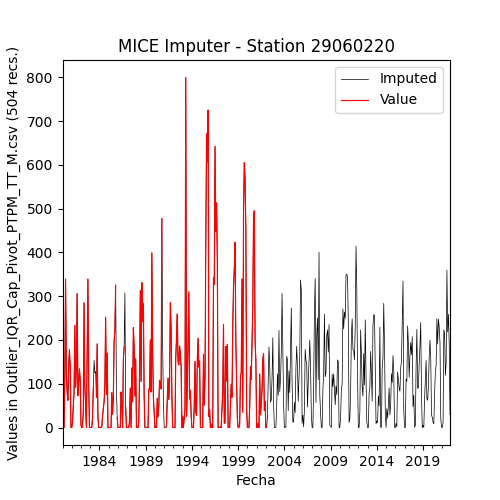 MICE Imputer - Station 29060220
Imputed
Value
Values in Outlier_IQR_Cap_Pivot_PTPM_TT_M.csv (504 recs.)
800
700
600
500
400
300
200
100
0
1984 1989 1994 1999 2004 2009 2014 2019
Fecha